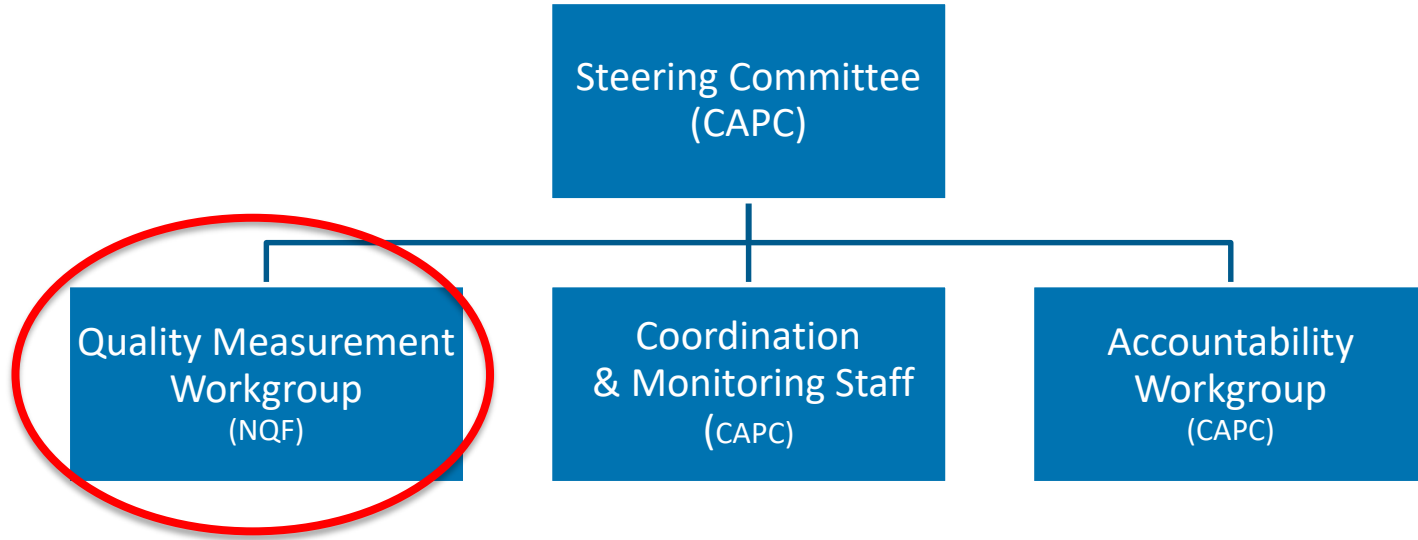 Steering Committee
(CAPC)
Quality Measurement
Workgroup
(NQF)
Coordination
& Monitoring Staff
(CAPC)
Accountability
Workgroup
(CAPC)